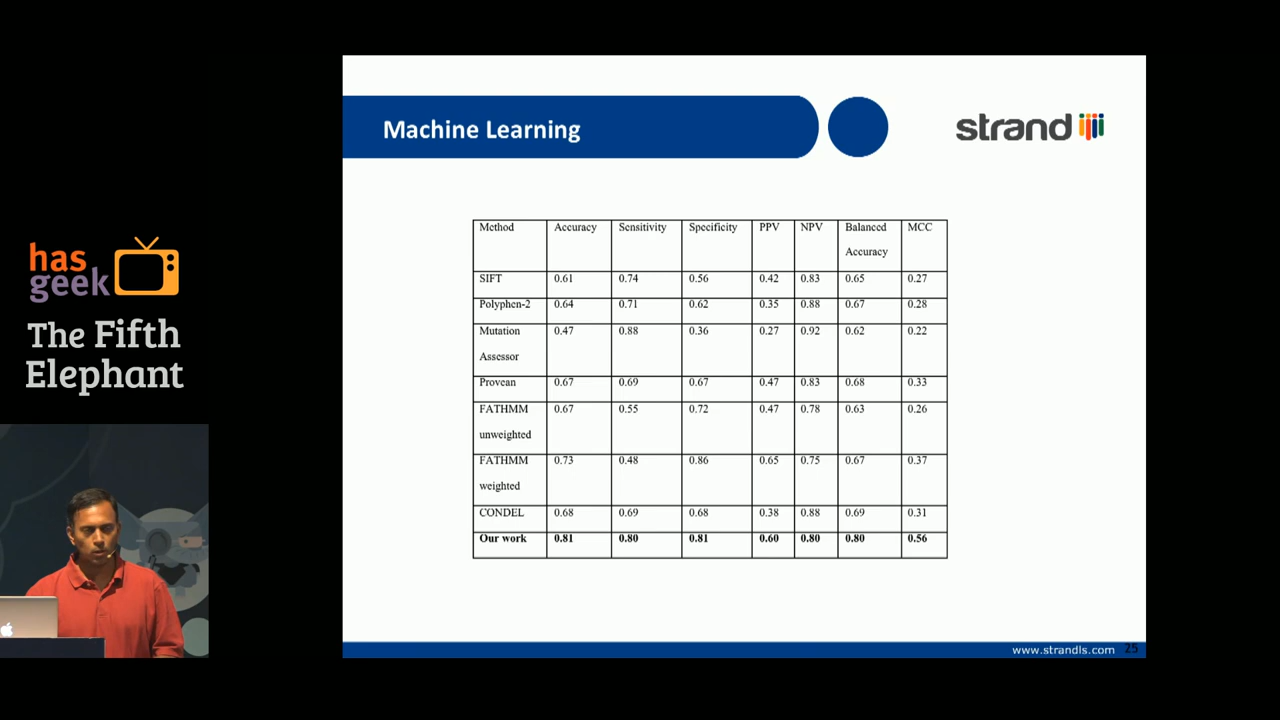 Machine Learning
strand
has
geek
The Fifth
Elephant
Method Accuracy Sensitivity Specificity PPV NPV Balanced Accuracy MCC
SIFT 0.61 0.74 0.56 0.42 0.83 0.65 0.27
Polyphen-2 0.64 0.71 0.62 0.35 0.88 0.67 0.28
Mutation Assessor 0.47 0.88 0.36 0.27 0.92 0.62 0.22
Provean 0.67 0.69 0.67 0.47 0.83 0.68 0.33
FATHMM unweighted 0.67 0.55 0.72 0.47 0.78 0.63 0.26
FATHMM weighted 0.73 0.48 0.86 0.65 0.75 0.67 0.37
CONDEL 0.68 0.69 0.68 0.38 0.88 0.69 0.31
Our work 0.81 0.80 0.81 0.60 0.80 0.80 0.56
www.strandls.com 25